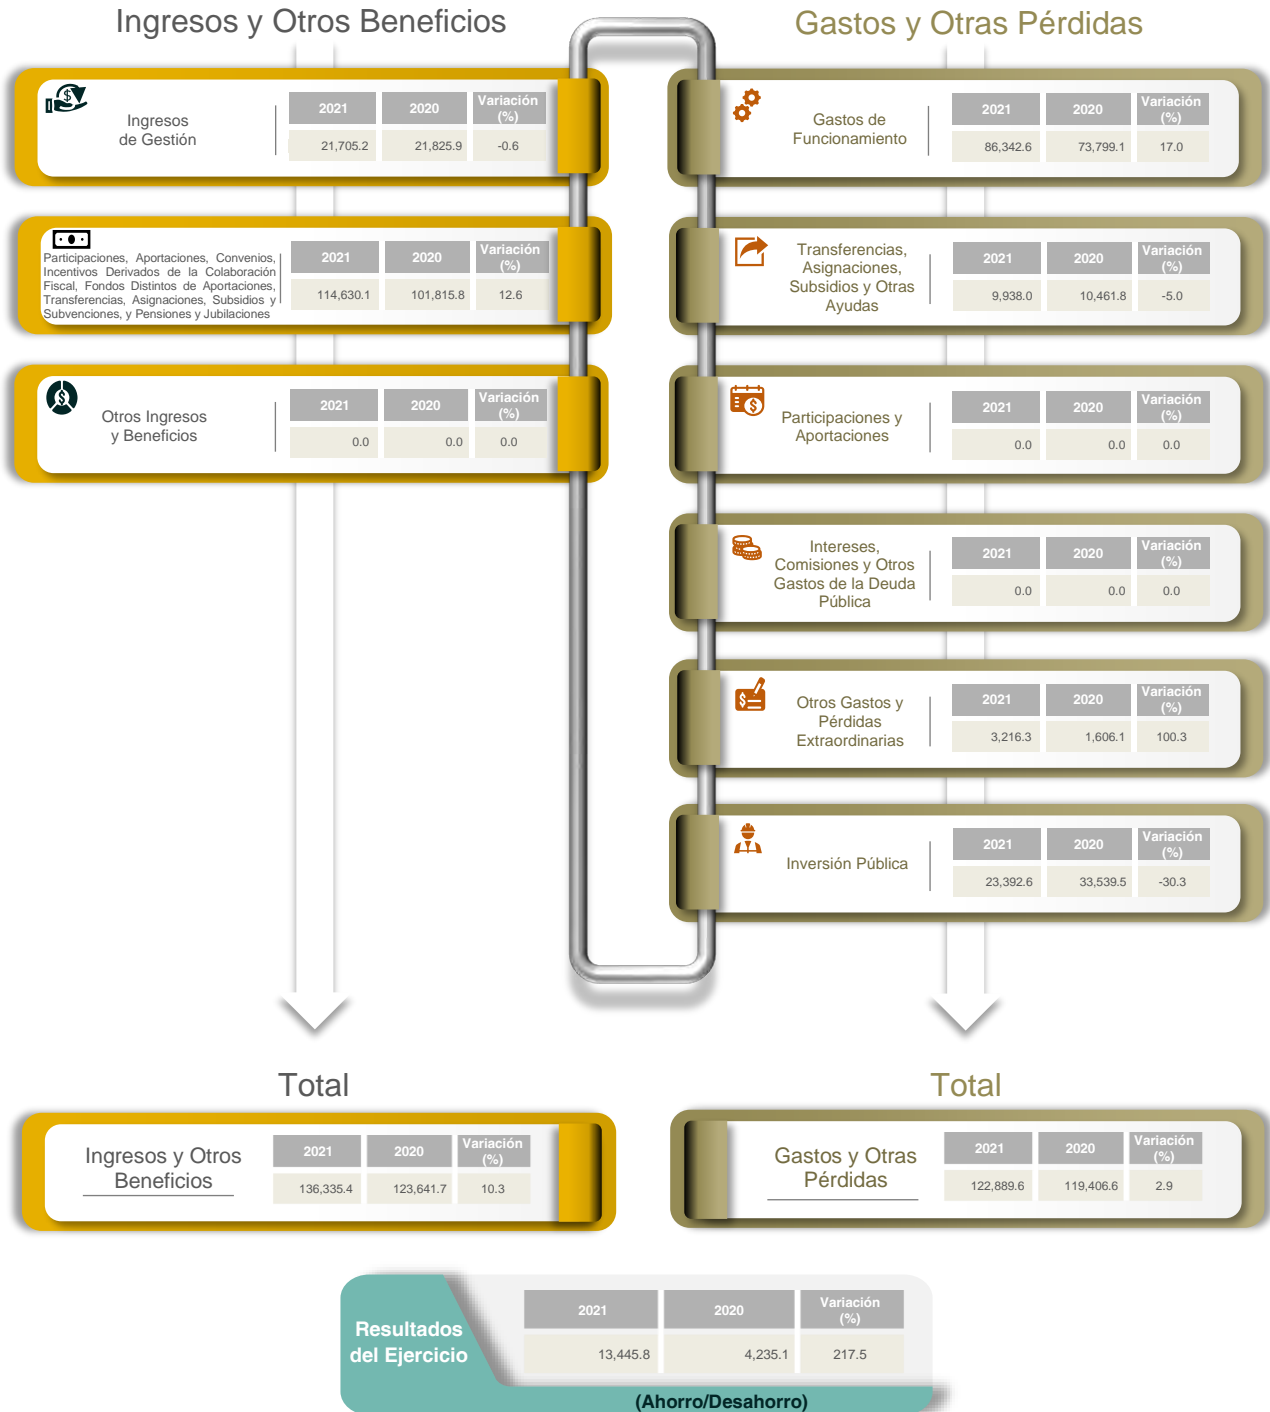 Ingresos y Otros Beneficios
Ingresos
de Gestión
2021 2020 Variación (%)
21,705.2 21,825.9 -0.6
Participaciones, Aportaciones, Convenios,
Incentivos Derivados de la Colaboración
Fiscal, Fondos Distintos de Aportaciones,
Transferencias, Asignaciones, Subsidios y
Subvenciones, y Pensiones y Jubilaciones
2021 2020 Variación (%)
114,630.1 101,815.8 12.6
Otros Ingresos
y Beneficios
2021 2020 Variación (%)
0.0 0.0 0.0
Gastos y Otras Pérdidas
Gastos de
Funcionamiento
2021 2020 Variación (%)
86,342.6 73,799.1 17.0
Transferencias,
Asignaciones,
Subsidios y Otras
Ayudas
2021 2020 Variación (%)
9,938.0 10,461.8 -5.0
Participaciones y
Aportaciones
2021 2020 Variación (%)
0.0 0.0 0.0
Intereses,
Comisiones y Otros
Gastos de la Deuda
Pública
2021 2020 Variación (%)
0.0 0.0 0.0
Otros Gastos y
Pérdidas
Extraordinarias
2021 2020 Variación (%)
3,216.3 1,606.1 100.3
Inversión Pública
2021 2020 Variación (%)
23,392.6 33,539.5 -30.3
Total
Ingresos y Otros
Beneficios
2021 2020 Variación (%)
136,335.4 123,641.7 10.3
Total
Gastos y Otras
Pérdidas
2021 2020 Variación (%)
122,889.6 119,406.6 2.9
Resultados
del Ejercicio
2021 2020 Variación (%)
13,445.8 4,235.1 217.5
(Ahorro/Desahorro)